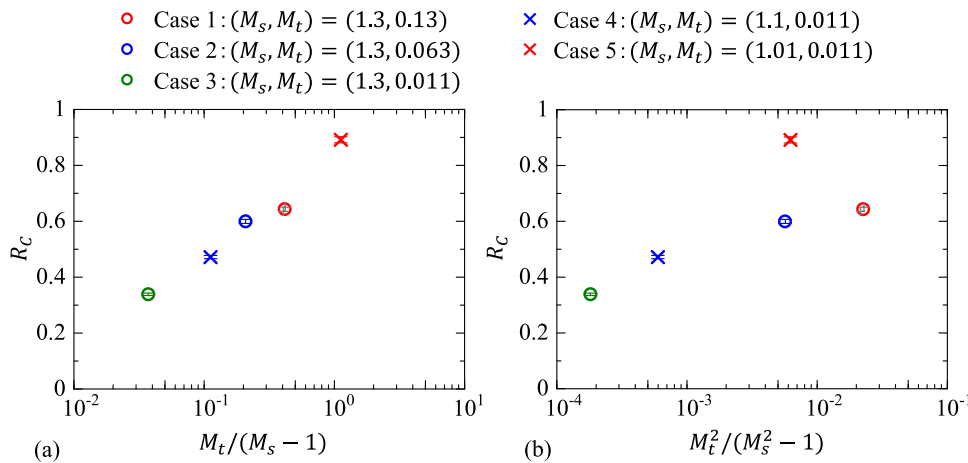 Case 1: (M_s, M_t) = (1.3, 0.13)
Case 2: (M_s, M_t) = (1.3, 0.063)
Case 3: (M_s, M_t) = (1.3, 0.011)
Case 4: (M_s, M_t) = (1.1, 0.011)
Case 5: (M_s, M_t) = (1.01, 0.011)
R_C
1
0.8
0.6
0.4
0.2
0
10^-2
10^-1
10^0
10^1
M_t/(M_s − 1)
(a)
R_C
1
0.8
0.6
0.4
0.2
0
10^-4
10^-3
10^-2
10^-1
M_t^2/(M_s^2 − 1)
(b)